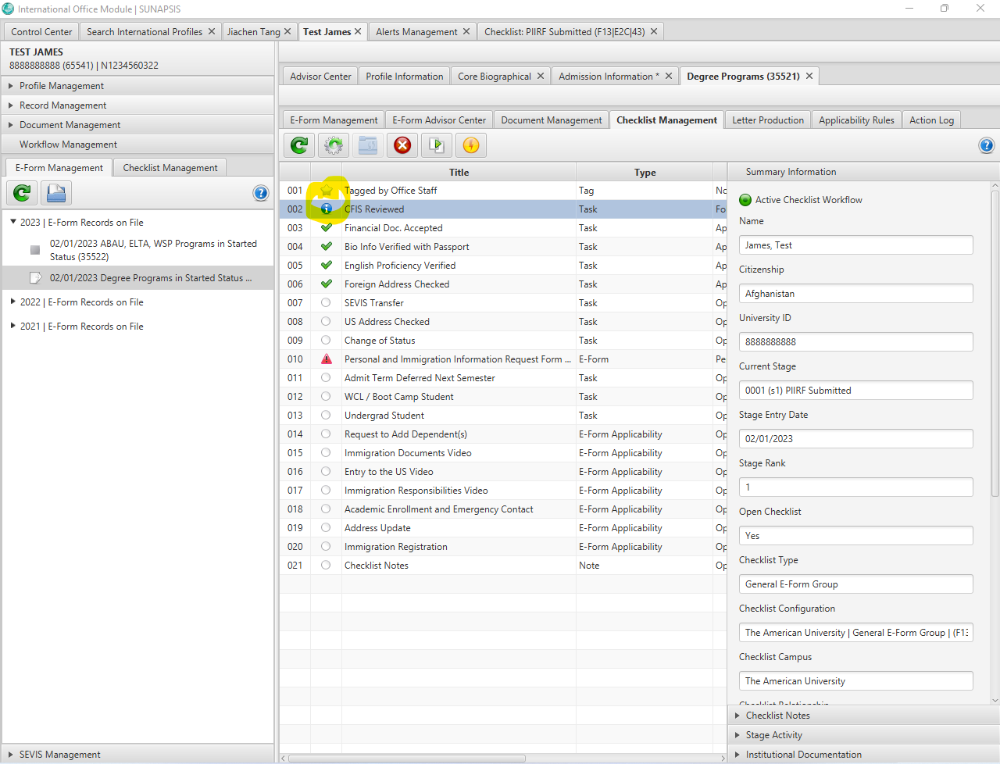 International Office Module | SUNAPSIS
Control Center
Search International Profiles
Jiachen Tang
Test James
Alerts Management
Checklist: PIIRF Submitted (F13|E2C|43)
TEST JAMES
8888888888 (65541) | N1234560322
Profile Management
Record Management
Document Management
Workflow Management
E-Form Management
Checklist Management
2023 | E-Form Records on File
02/01/2023 ABAU, ELTA, WSP Programs in Started
Status (35522)
02/01/2023 Degree Programs in Started Status ...
2022 | E-Form Records on File
2021 | E-Form Records on File
SEVIS Management
Advisor Center
Profile Information
Core Biographical
Admission Information *
Degree Programs (35521)
E-Form Management
E-Form Advisor Center
Document Management
Checklist Management
Letter Production
Applicability Rules
Action Log
Title Type
001 Tagged by Office Staff Tag No
002 CFIS Reviewed Task Fo
003 Financial Doc. Accepted Task Ap
004 Bio Info Verified with Passport Task Ap
005 English Proficiency Verified Task Ap
006 Foreign Address Checked Task Ap
007 SEVIS Transfer Task Op
008 US Address Checked Task Op
009 Change of Status Task Op
010 Personal and Immigration Information Request Form ... E-Form Pe
011 Admit Term Deferred Next Semester Task Op
012 WCL / Boot Camp Student Task Op
013 Undergrad Student Task Op
014 Request to Add Dependent(s) E-Form Applicability Op
015 Immigration Documents Video E-Form Applicability Op
016 Entry to the US Video E-Form Applicability Op
017 Immigration Responsibilities Video E-Form Applicability Op
018 Academic Enrollment and Emergency Contact E-Form Applicability Op
019 Address Update E-Form Applicability Op
020 Immigration Registration E-Form Applicability Op
021 Checklist Notes Note Op
Summary Information
Active Checklist Workflow
Name
James, Test
Citizenship
Afghanistan
University ID
8888888888
Current Stage
0001 (s1) PIIRF Submitted
Stage Entry Date
02/01/2023
Stage Rank
1
Open Checklist
Yes
Checklist Type
General E-Form Group
Checklist Configuration
The American University | General E-Form Group | (F13
Checklist Campus
The American University
Checklist Relationship
Checklist Notes
Stage Activity
Institutional Documentation